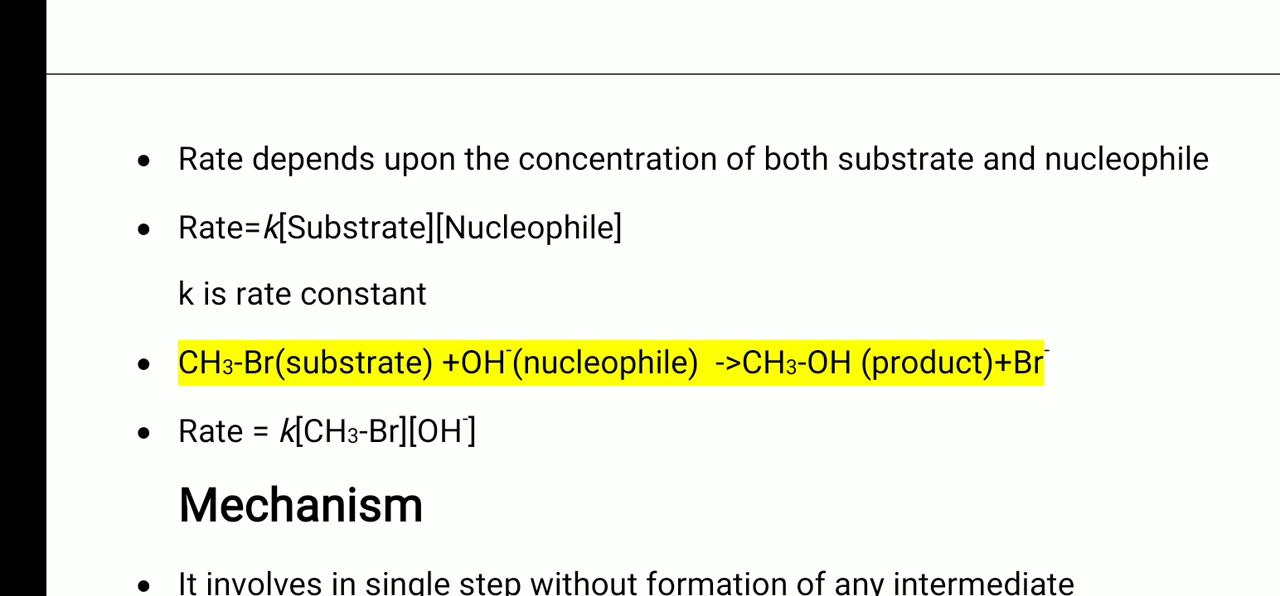 • Rate depends upon the concentration of both substrate and nucleophile
• Rate=k[Substrate][Nucleophile]
k is rate constant
• CH₃-Br(substrate) +OH⁻(nucleophile) ->CH₃-OH (product)+Br⁻
• Rate = k[CH₃-Br][OH⁻]
Mechanism
• It involves in single step without formation of any intermediate